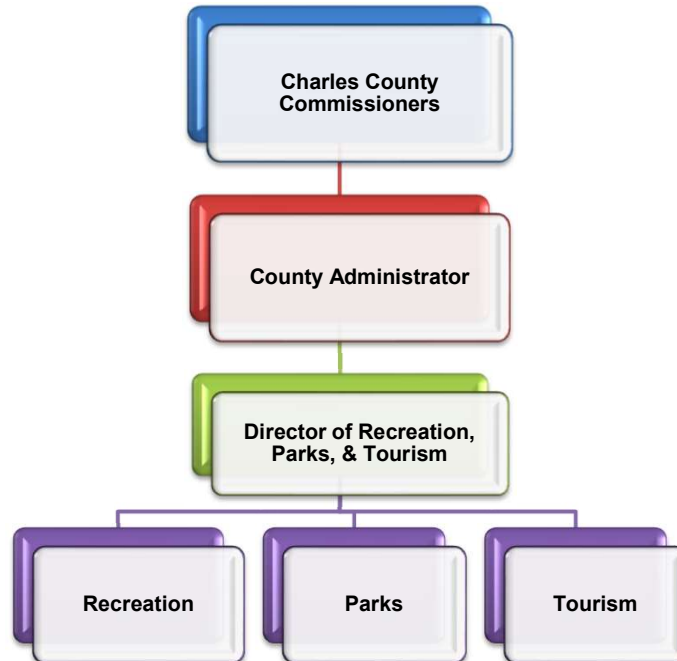 Charles County
Commissioners
County Administrator
Director of Recreation,
Parks, & Tourism
Recreation
Parks
Tourism